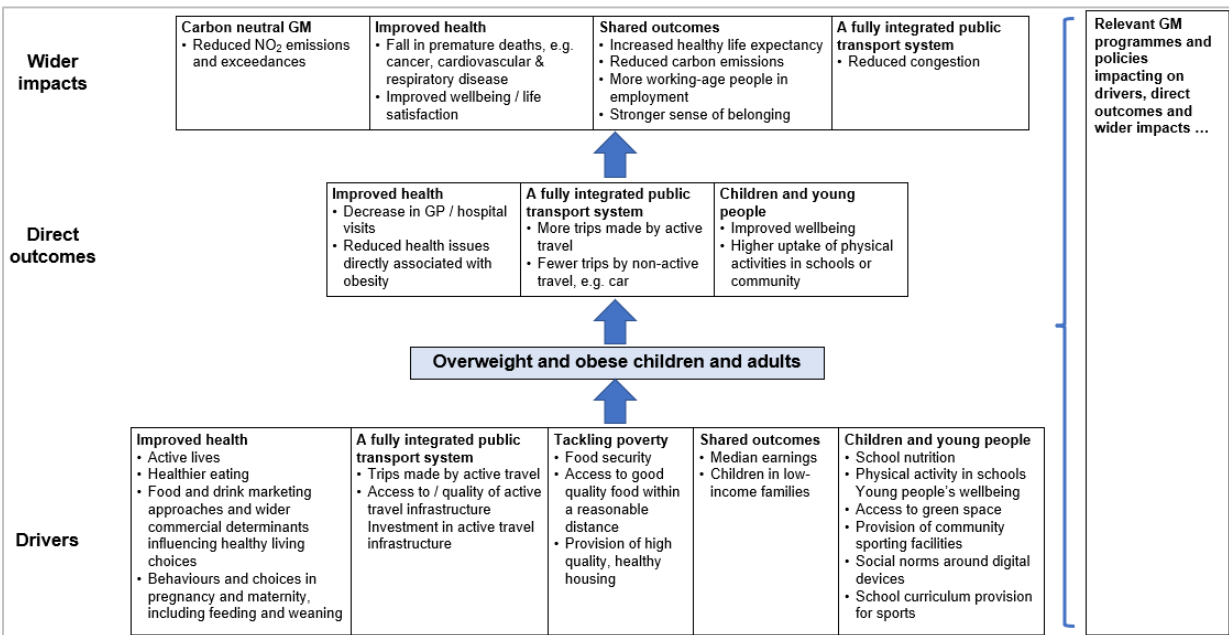 Wider
impacts
Carbon neutral GM
• Reduced NO₂ emissions
and exceedances
Improved health
• Fall in premature deaths, e.g.
cancer, cardiovascular &
respiratory disease
• Improved wellbeing / life
satisfaction
Shared outcomes
• Increased healthy life expectancy
• Reduced carbon emissions
• More working-age people in
employment
• Stronger sense of belonging
A fully integrated public
transport system
• Reduced congestion
Relevant GM
programmes and
policies
impacting on
drivers, direct
outcomes and
wider impacts ...
Direct
outcomes
Improved health
• Decrease in GP / hospital
visits
• Reduced health issues
directly associated with
obesity
A fully integrated public
transport system
• More trips made by active
travel
• Fewer trips by non-active
travel, e.g. car
Children and young
people
• Improved wellbeing
• Higher uptake of physical
activities in schools or
community
Overweight and obese children and adults
Drivers
Improved health
• Active lives
• Healthier eating
• Food and drink marketing
approaches and wider
commercial determinants
influencing healthy living
choices
• Behaviours and choices in
pregnancy and maternity,
including feeding and weaning
A fully integrated public
transport system
• Trips made by active travel
• Access to / quality of active
travel infrastructure
Investment in active travel
infrastructure
Tackling poverty
• Food security
• Access to good
quality food within
a reasonable
distance
• Provision of high
quality, healthy
housing
Shared outcomes
• Median earnings
• Children in low-
income families
Children and young people
• School nutrition
• Physical activity in schools
Young people's wellbeing
• Access to green space
• Provision of community
sporting facilities
• Social norms around digital
devices
• School curriculum provision
for sports